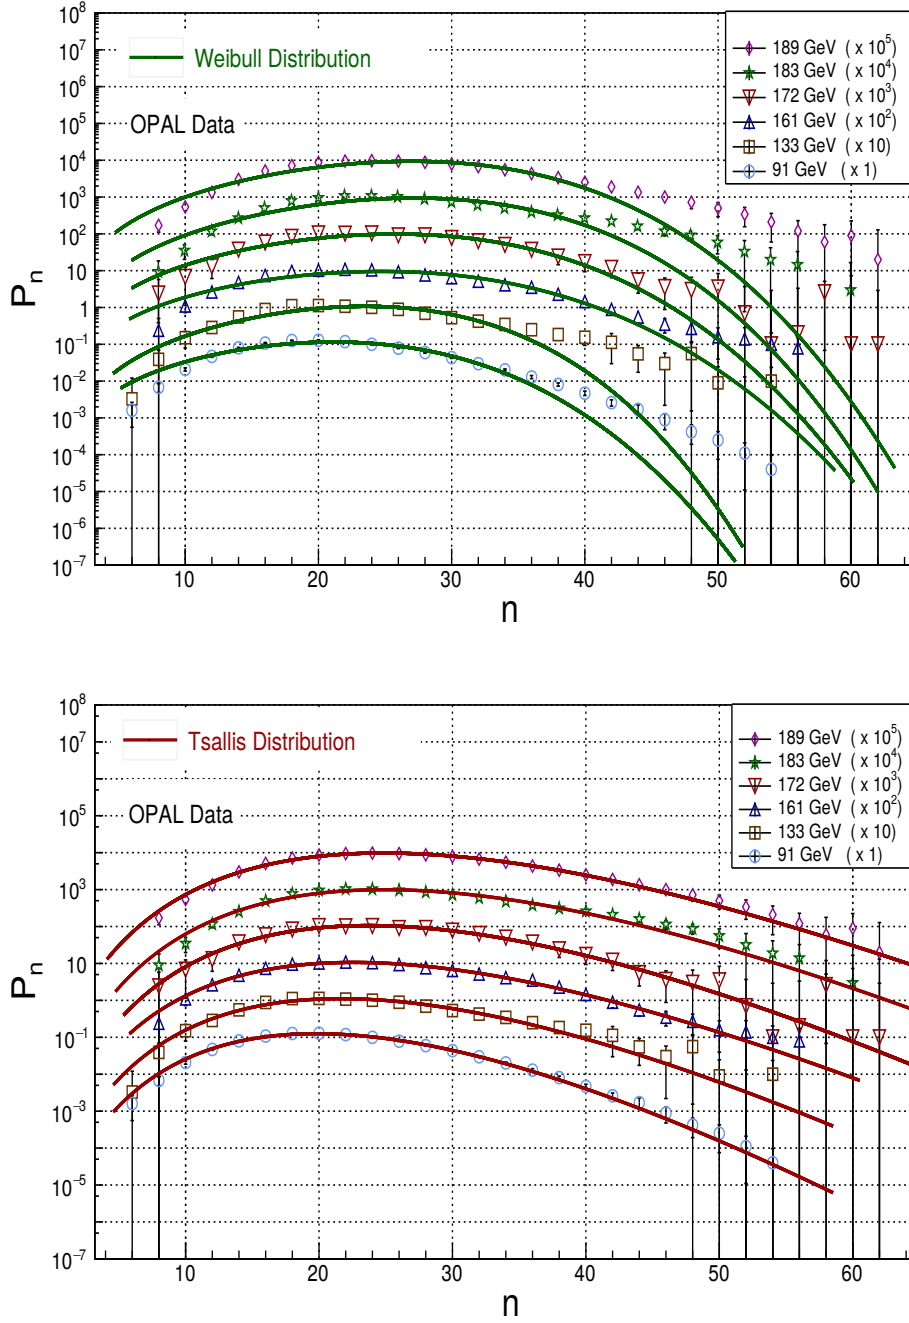 10^8
10^7
10^6
10^5
10^4
10^3
10^2
10
1
10^-1
10^-2
10^-3
10^-4
10^-5
10^-6
10^-7
P_n
Weibull Distribution
OPAL Data
189 GeV ( x 10^5)
183 GeV ( x 10^4)
172 GeV ( x 10^3)
161 GeV ( x 10^2)
133 GeV ( x 10)
91 GeV ( x 1)
10 20 30 40 50 60
n
10^8
10^7
10^5
10^3
10
10^-1
10^-3
10^-5
10^-7
P_n
Tsallis Distribution
OPAL Data
189 GeV ( x 10^5)
183 GeV ( x 10^4)
172 GeV ( x 10^3)
161 GeV ( x 10^2)
133 GeV ( x 10)
91 GeV ( x 1)
10 20 30 40 50 60
n